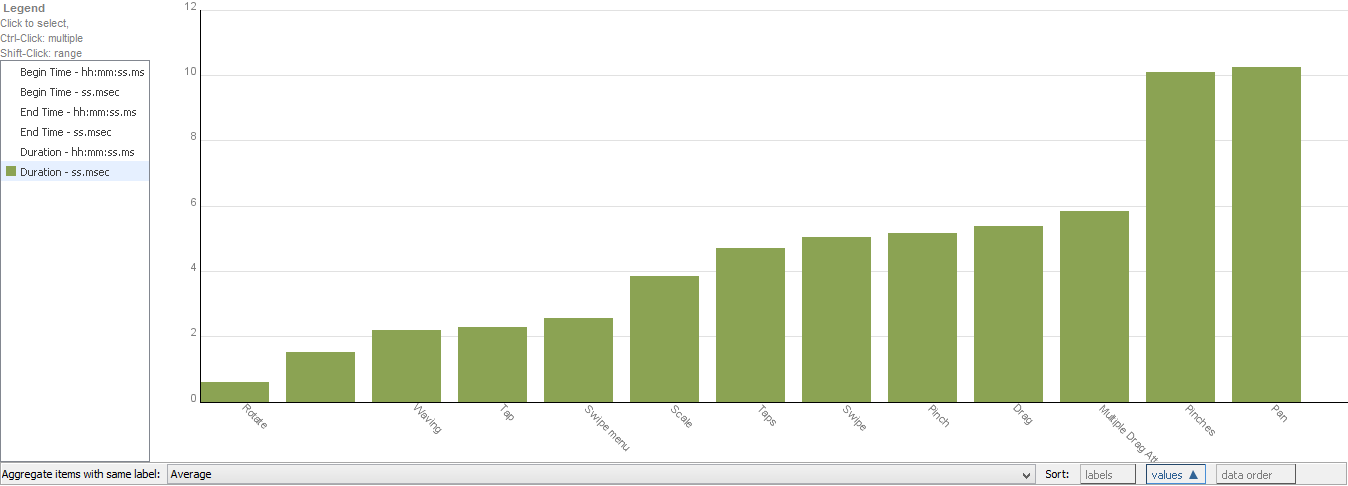 Legend
Click to select,
Ctrl-Click: multiple
Shift-Click: range
Begin Time - hh:mm:ss.ms
Begin Time - ss.msec
End Time - hh:mm:ss.ms
End Time - ss.msec
Duration - hh:mm:ss.ms
Duration - ss.msec
12
10
8
6
4
2
0
Rotate
Waving
Tap
Swipe menu
Scale
Taps
Swipe
Pinch
Drag
Multiple Drag Att
Pinches
Pan
Aggregate items with same label: Average Sort: labels values ▲ data order